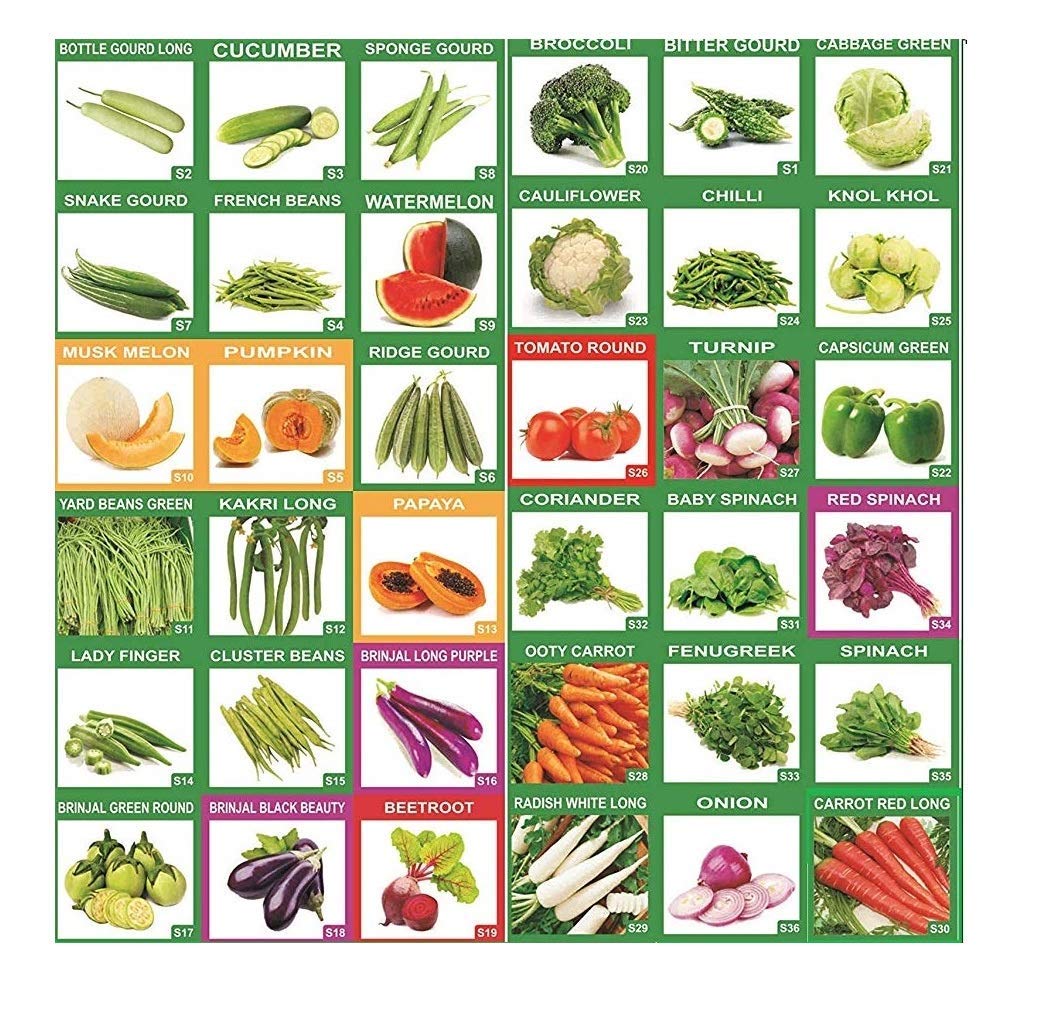 BOTTLE GOURD LONG
CUCUMBER
SPONGE GOURD
BROCCOLI
BITTER GOURD
CABBAGE GREEN
S2
S3
S8
S20
S1
S21
SNAKE GOURD
FRENCH BEANS
WATERMELON
CAULIFLOWER
CHILLI
KNOL KHOL
S7
S4
S9
S23
S24
S25
MUSK MELON
PUMPKIN
RIDGE GOURD
TOMATO ROUND
TURNIP
CAPSICUM GREEN
S10
S5
S6
S26
S27
S22
YARD BEANS GREEN
KAKRI LONG
PAPAYA
CORIANDER
BABY SPINACH
RED SPINACH
S11
S12
S13
S32
S31
S34
LADY FINGER
CLUSTER BEANS
BRINJAL LONG PURPLE
OOTY CARROT
FENUGREEK
SPINACH
S14
S15
S16
S28
S33
S35
BRINJAL GREEN ROUND
BRINJAL BLACK BEAUTY
BEETROOT
RADISH WHITE LONG
ONION
CARROT RED LONG
S17
S18
S19
S29
S36
S30